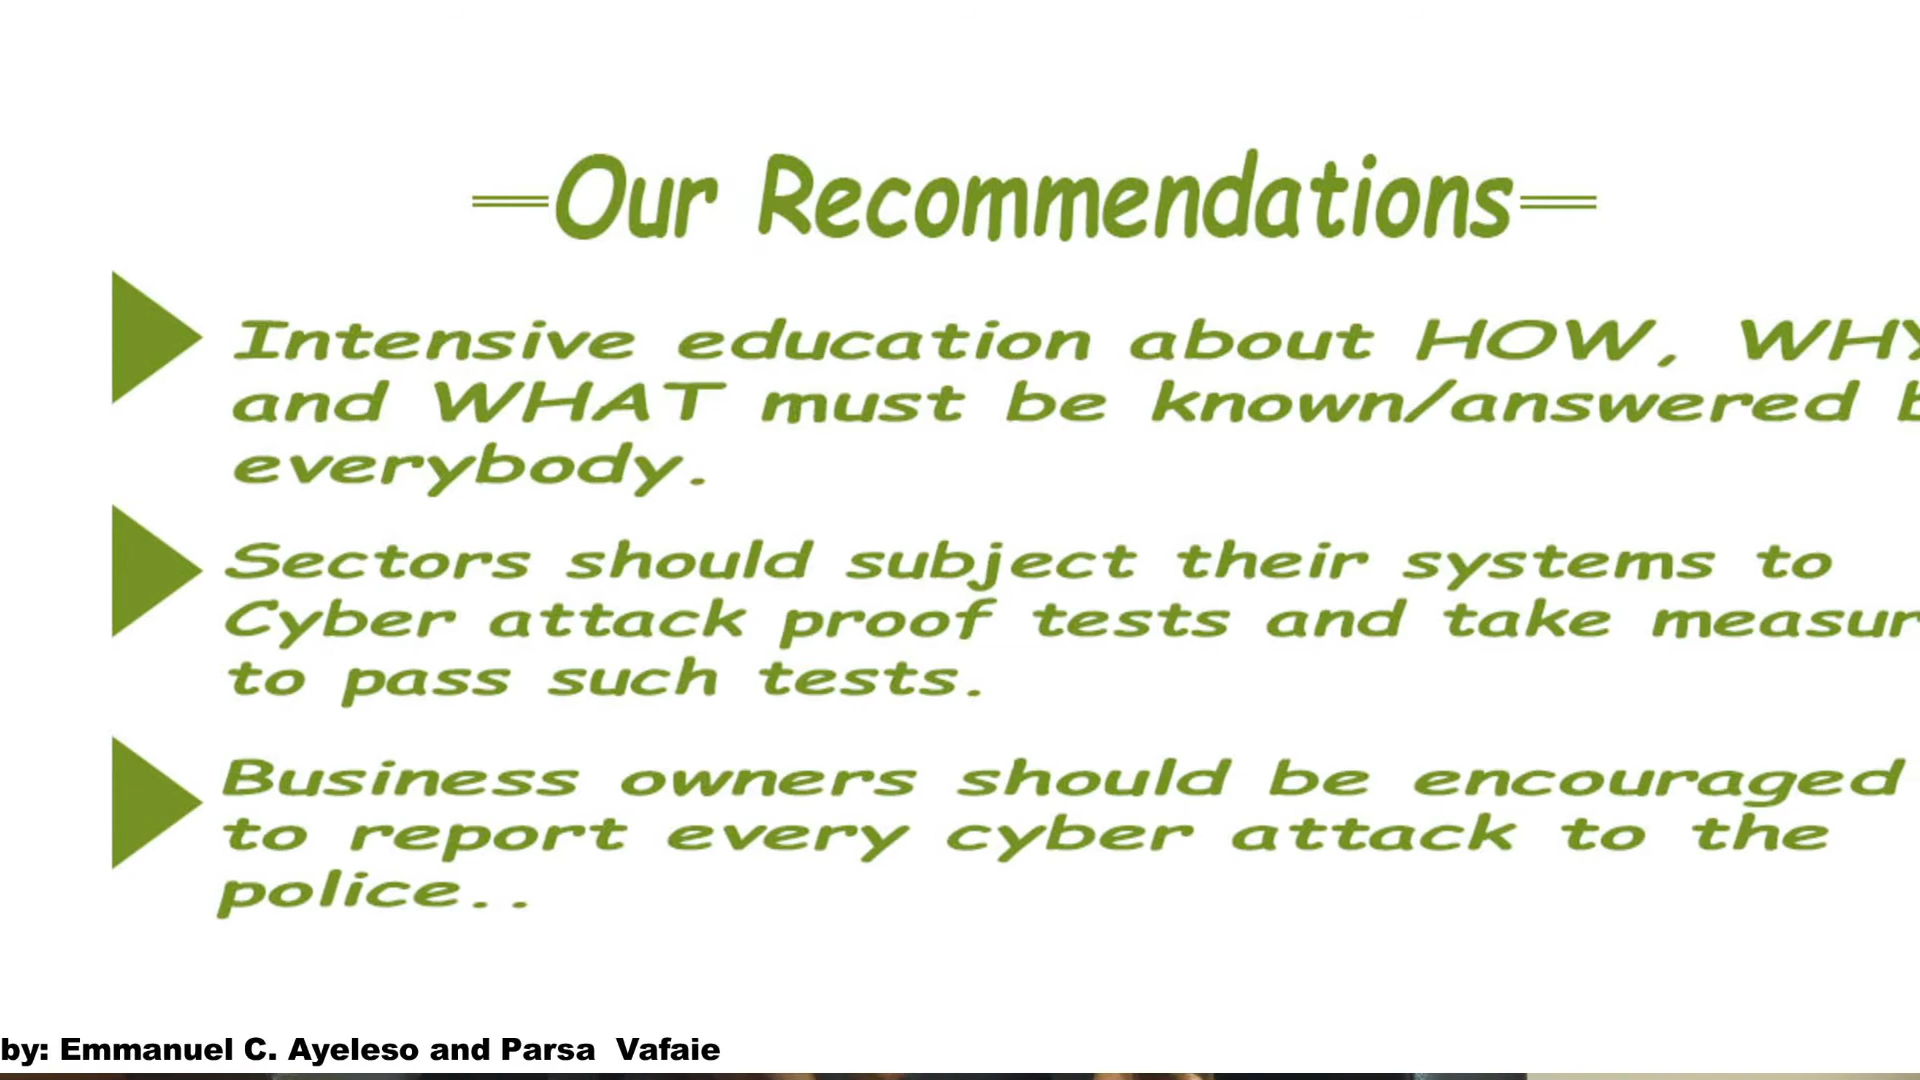 Our Recommendations
Intensive education about HOW, WHY
and WHAT must be known/answered
everybody.
Sectors should subject their systems to
Cyber attack proof tests and take measur
to pass such tests.
Business owners should be encouraged
to report every cyber attack to the
police..
by: Emmanuel C. Ayeleso and Parsa  Vafaie